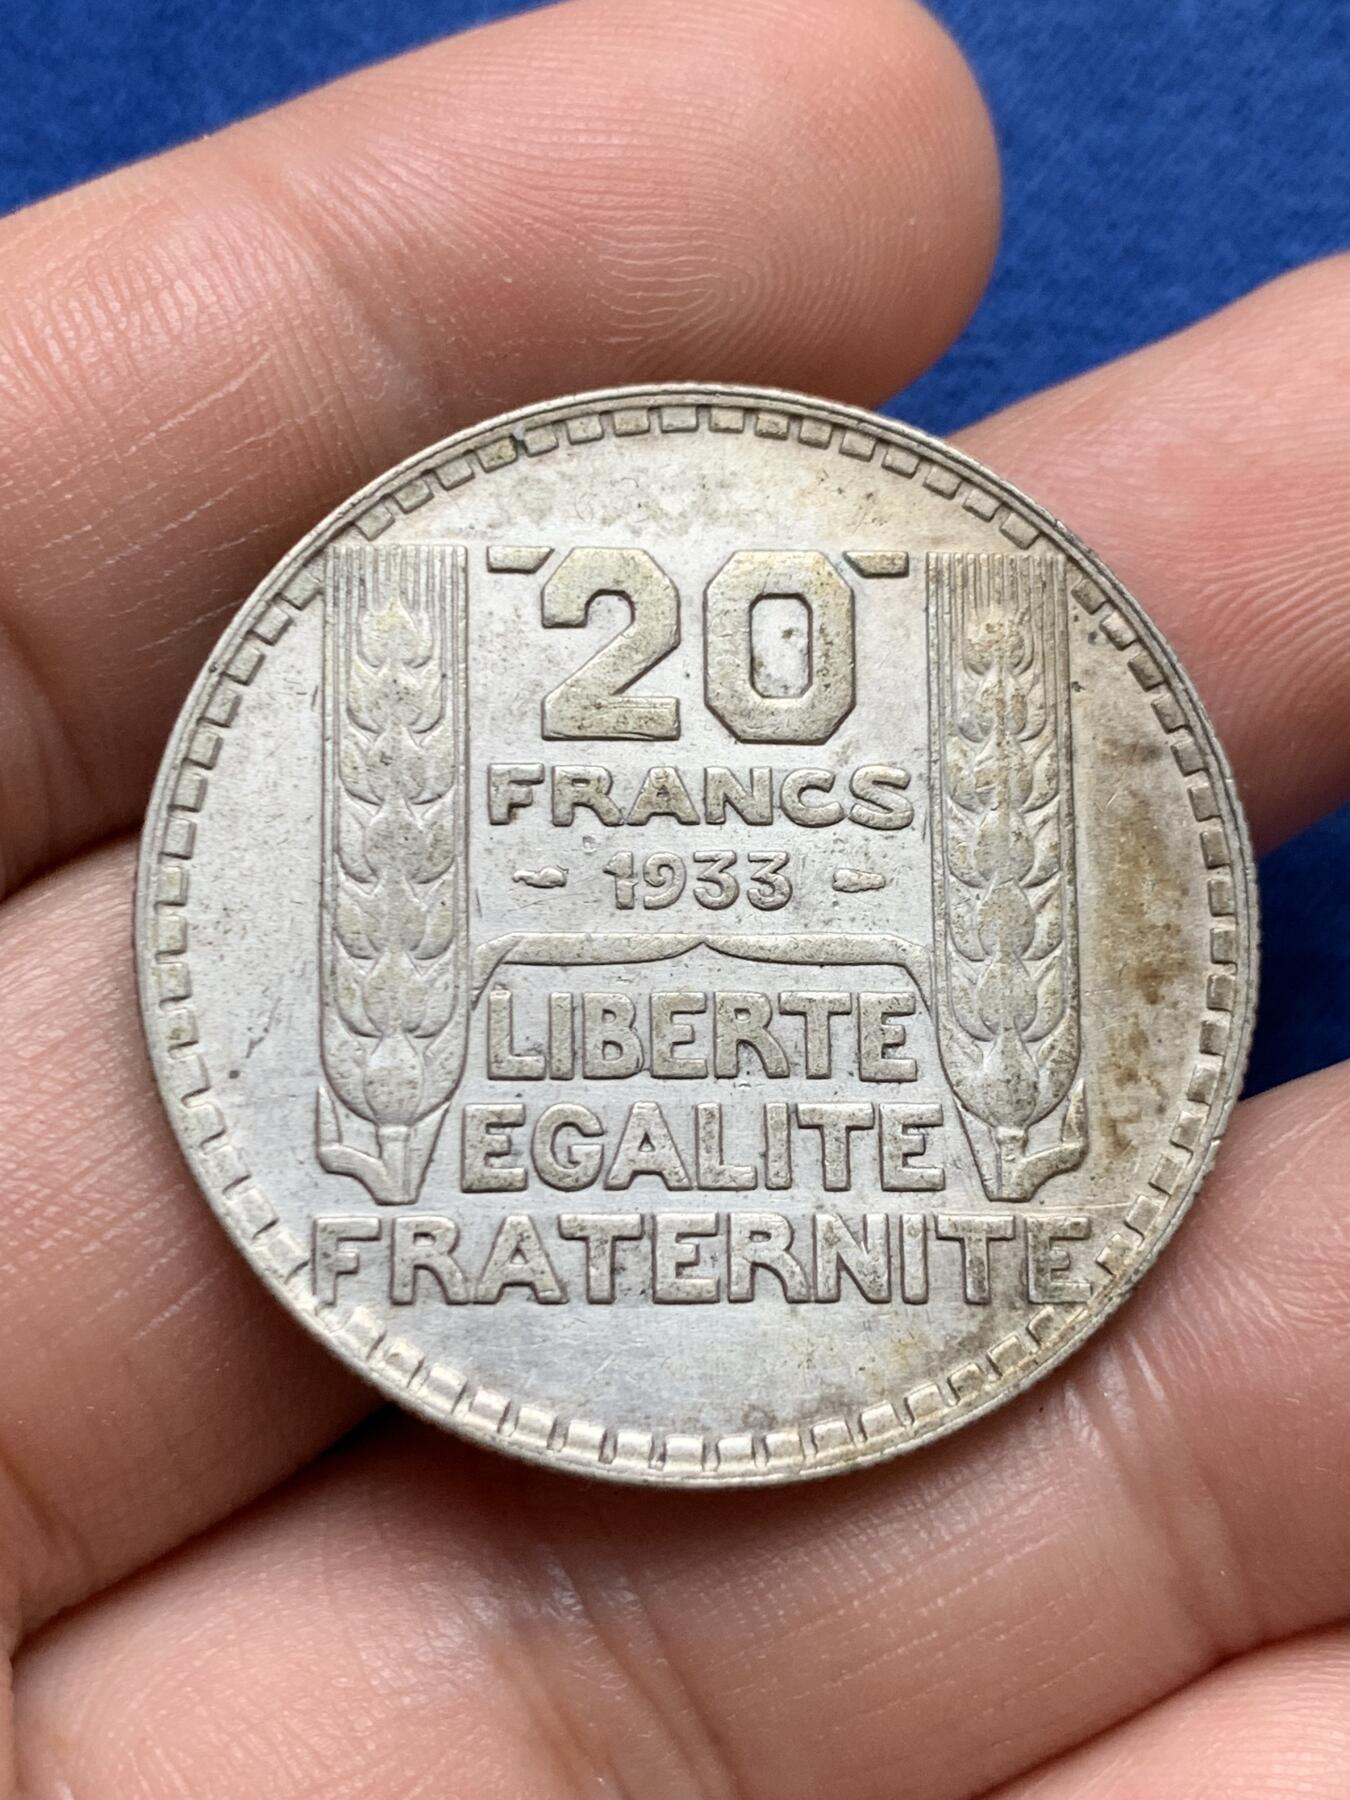 20
FRANCS
- 1933 -
LIBERTE
EGALITE
FRATERNITE